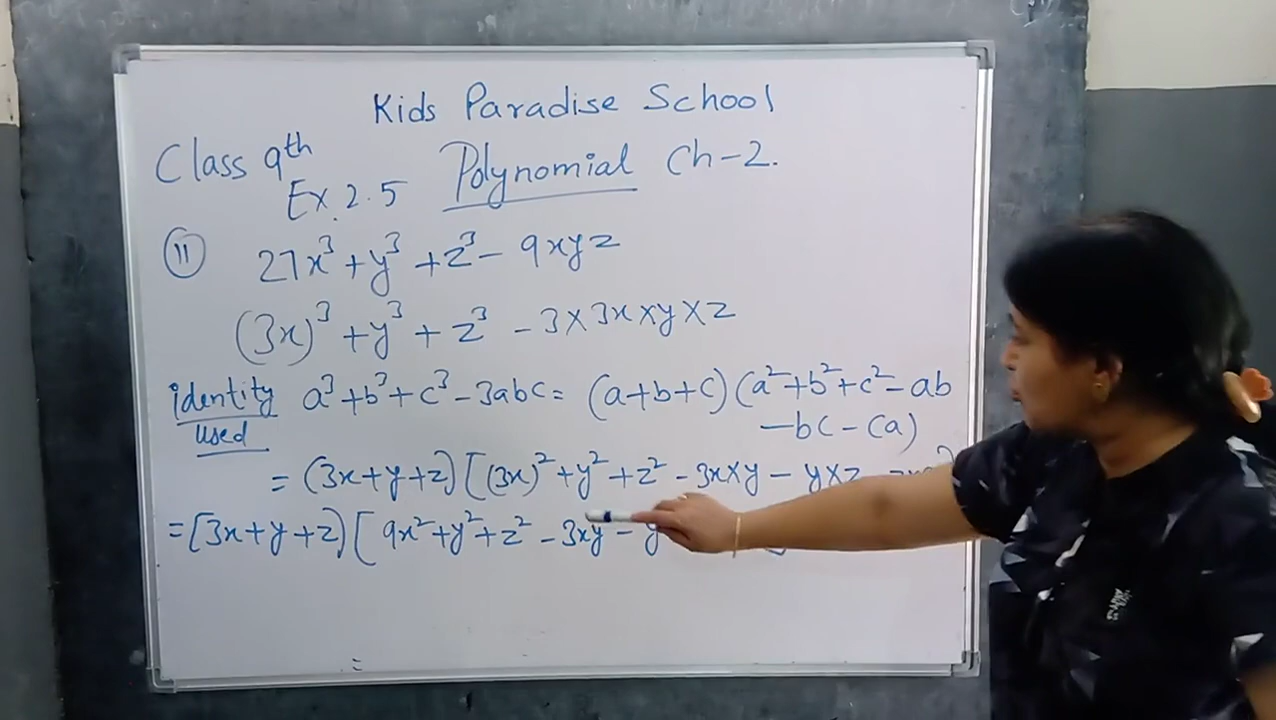 Kids Paradise School
Class 9th Polynomial Ch-2.
Ex. 2.5
11 27x³ + y³ + z³ - 9xyz
(3x)³ + y³ + z³ - 3×3x×y×z
identity used a³ + b³ + c³ - 3abc = (a+b+c) (a² + b² + c² - ab
- bc - ca)
= (3x+y+z) [(3x)² + y² + z² - 3x×y - y×z
= [3x+y+z) [9x² + y² + z² - 3xy - y
=